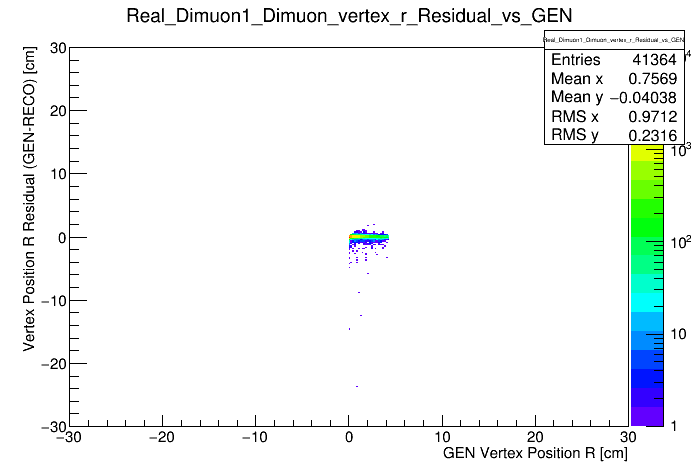 Real_Dimuon1_Dimuon_vertex_r_Residual_vs_GEN
Real_Dimuon1_Dimuon_vertex_r_Residual_vs_GEN
Entries 41364
Mean x 0.7569
Mean y −0.04038
RMS x 0.9712
RMS y 0.2316
Vertex Position R Residual (GEN-RECO) [cm]
30
20
10
0
−10
−20
−30
−30 −20 −10 0 10 20 30
GEN Vertex Position R [cm]
4
10³
10²
10
1